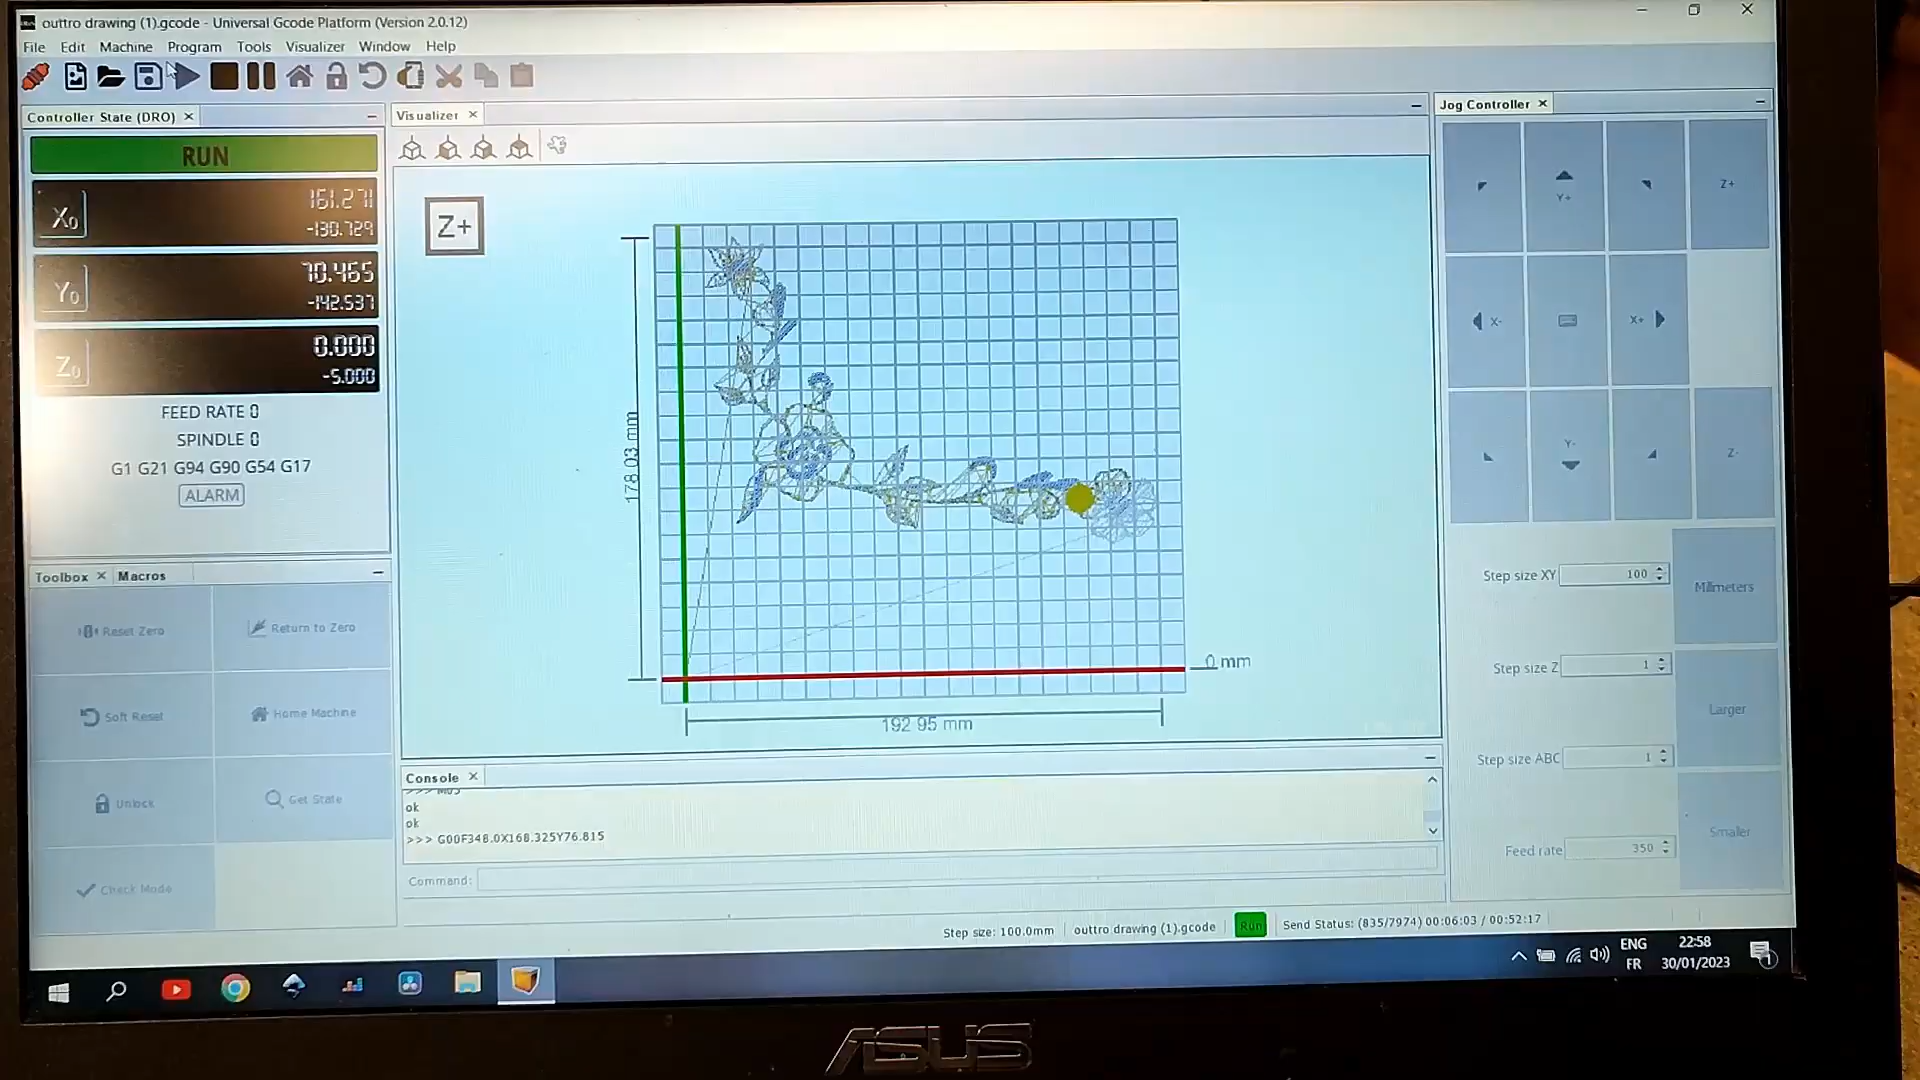 outtro drawing (1).gcode - Universal Gcode Platform (Version 2.0.12)
File Edit Machine Program Tools Visualizer Window Help
Controller State (DRO)
RUN
X0 161.271
-130.729
Y0 70.465
-142.537
Z0 0.000
-5.000
FEED RATE 0
SPINDLE 0
G1 G21 G94 G90 G54 G17
ALARM
Toolbox Macros
Reset Zero Return to Zero
Soft Reset Home Machine
Unlock Get State
Check Mode
Visualizer
Z+
178.03 mm
0 mm
192.95 mm
Console
>>> M05
ok
ok
>>> G00F348.0X168.325Y76.815
Command:
Jog Controller
Y+ Z+
X- X+
Y- Z-
Step size XY 100 Millimeters
Step size Z 1 Larger
Step size ABC 1
Feed rate 350 Smaller
Step size: 100.0mm outtro drawing (1).gcode Run Send Status: (835/7974) 00:06:03 / 00:52:17
ENG 22:58
FR 30/01/2023
1
ASUS